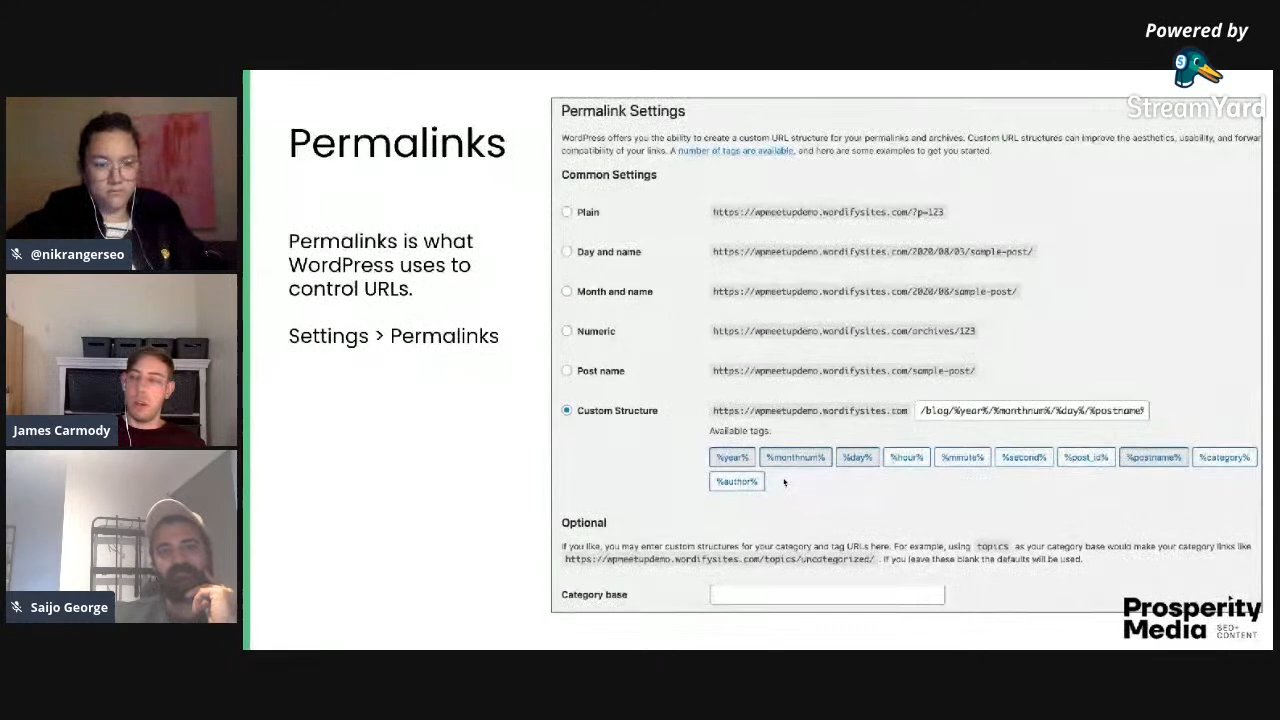 Powered by
StreamYard
@nikrangerseo
James Carmody
Saijo George
Permalinks
Permalinks is what
WordPress uses to
control URLs.
Settings > Permalinks
Permalink Settings
WordPress offers you the ability to create a custom URL structure for your permalinks and archives. Custom URL structures can improve the aesthetics, usability, and forwar
compatibility of your links. A number of tags are available, and here are some examples to get you started.
Common Settings
Plain https://wpmeetupdemo.wordifysites.com/?p=123
Day and name https://wpmeetupdemo.wordifysites.com/2020/08/03/sample-post/
Month and name https://wpmeetupdemo.wordifysites.com/2020/08/sample-post/
Numeric https://wpmeetupdemo.wordifysites.com/archives/123
Post name https://wpmeetupdemo.wordifysites.com/sample-post/
Custom Structure https://wpmeetupdemo.wordifysites.com /blog/%year%/%monthnum%/%day%/%postname%
Available tags:
%year% %monthnum% %day% %hour% %minute% %second% %post_id% %postname% %category%
%author%
Optional
If you like, you may enter custom structures for your category and tag URLs here. For example, using topics as your category base would make your category links like
https://wpmeetupdemo.wordifysites.com/topics/uncategorized/ . If you leave these blank the defaults will be used.
Category base
Prosperity
Media SEO+
CONTENT